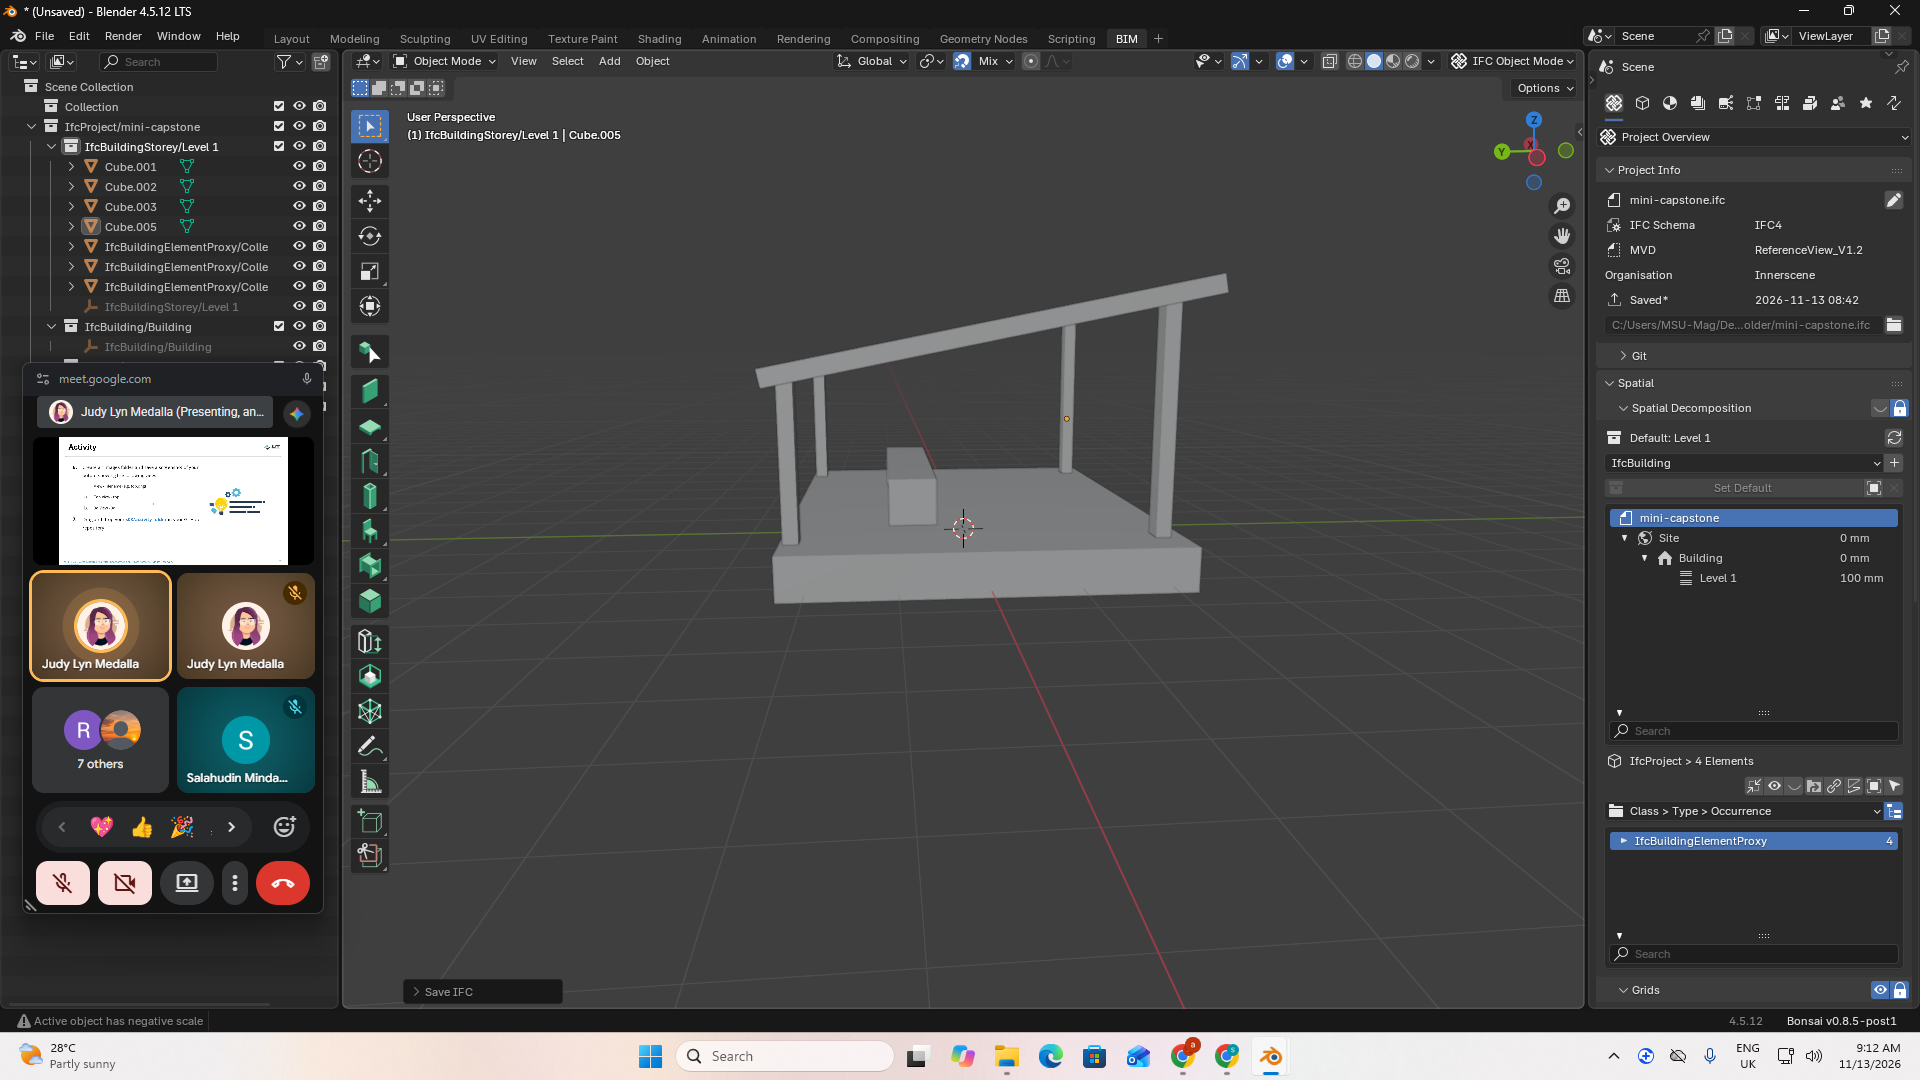 * (Unsaved) - Blender 4.5.12 LTS
File Edit Render Window Help
Layout Modeling Sculpting UV Editing Texture Paint Shading Animation Rendering Compositing Geometry Nodes Scripting BIM
Scene
ViewLayer
Search
Object Mode View Select Add Object
Global
Mix
IFC Object Mode
Options
Scene Collection
Collection
IfcProject/mini-capstone
IfcBuildingStorey/Level 1
Cube.001
Cube.002
Cube.003
Cube.005
IfcBuildingElementProxy/Colle
IfcBuildingElementProxy/Colle
IfcBuildingElementProxy/Colle
IfcBuildingStorey/Level 1
IfcBuilding/Building
IfcBuilding/Building
meet.google.com
Judy Lyn Medalla (Presenting, an...
Activity
Judy Lyn Medalla
Judy Lyn Medalla
R
7 others
S
Salahudin Minda...
User Perspective
(1) IfcBuildingStorey/Level 1 | Cube.005
Z
Y
X
Save IFC
Scene
Project Overview
Project Info
mini-capstone.ifc
IFC Schema IFC4
MVD ReferenceView_V1.2
Organisation Innerscene
Saved* 2026-11-13 08:42
C:/Users/MSU-Mag/De...older/mini-capstone.ifc
Git
Spatial
Spatial Decomposition
Default: Level 1
IfcBuilding
Set Default
mini-capstone
Site 0 mm
Building 0 mm
Level 1 100 mm
Search
IfcProject > 4 Elements
Class > Type > Occurrence
IfcBuildingElementProxy 4
Search
Grids
Active object has negative scale
4.5.12 Bonsai v0.8.5-post1
28°C
Partly sunny
Search
a
s
ENG
UK
9:12 AM
11/13/2026